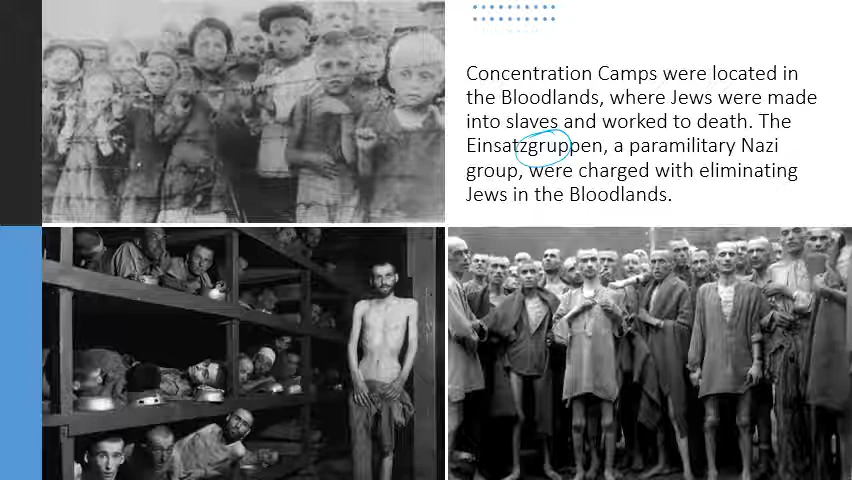 Concentration Camps were located in
the Bloodlands, where Jews were made
into slaves and worked to death. The
Einsatzgruppen, a paramilitary Nazi
group, were charged with eliminating
Jews in the Bloodlands.